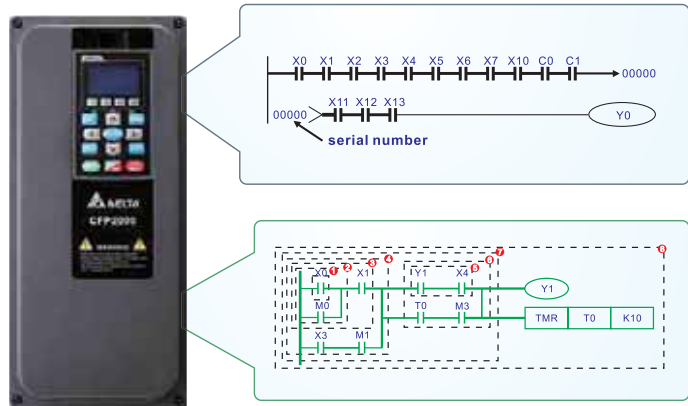 X0 X1 X2 X3 X4 X5 X6 X7 X10 C0 C1
00000
X11 X12 X13
00000
Y0
serial number
DELTA
CFP2000
WARNING
7
8
4
3
2
1
X0
X1
6
5
Y1
X4
Y1
M0
T0
M3
TMR T0 K10
X3
M1